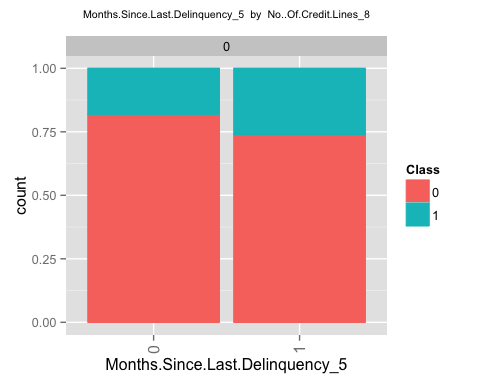 Months.Since.Last.Delinquency_5 by No..Of.Credit.Lines_8
0
1.00
0.75
0.50
0.25
0.00
count
0
1
Months.Since.Last.Delinquency_5
Class
0
1